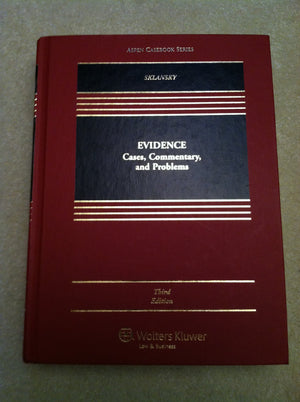 ASPEN CASEBOOK SERIES
SKLANSKY
EVIDENCE
Cases, Commentary,
and Problems
Third
Edition
Wolters Kluwer
Law & Business